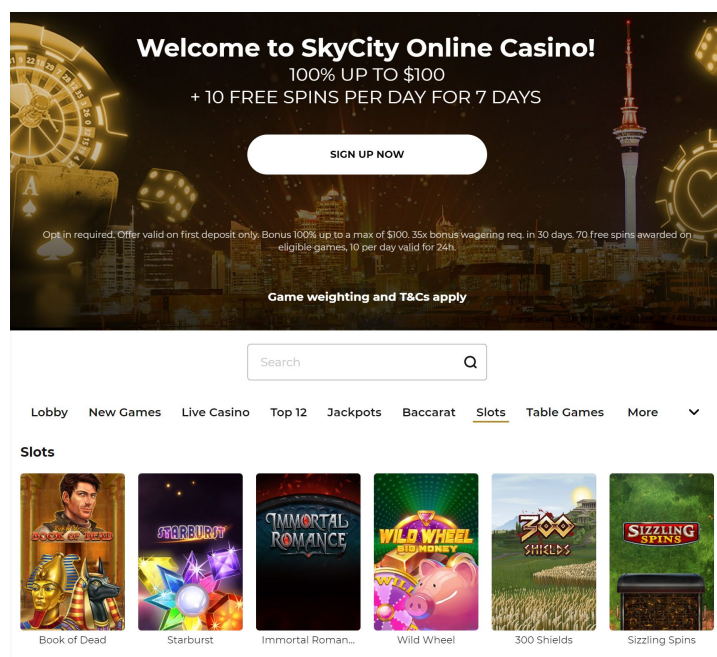 Welcome to SkyCity Online Casino!
100% UP TO $100
+ 10 FREE SPINS PER DAY FOR 7 DAYS
SIGN UP NOW
Opt in required. Offer valid on first deposit only. Bonus 100% up to a max of $100. 35x bonus wagering req. in 30 days. 70 free spins awarded on
eligible games, 10 per day valid for 24h.
Game weighting and T&Cs apply
Search
Lobby New Games Live Casino Top 12 Jackpots Baccarat Slots Table Games More
Slots
BOOK OF DEAD STARBURST IMMORTAL ROMANCE WILD WHEEL BIG MONEY WILL 300 SHIELDS SIZZLING SPINS
Book of Dead Starburst Immortal Roman... Wild Wheel 300 Shields Sizzling Spins